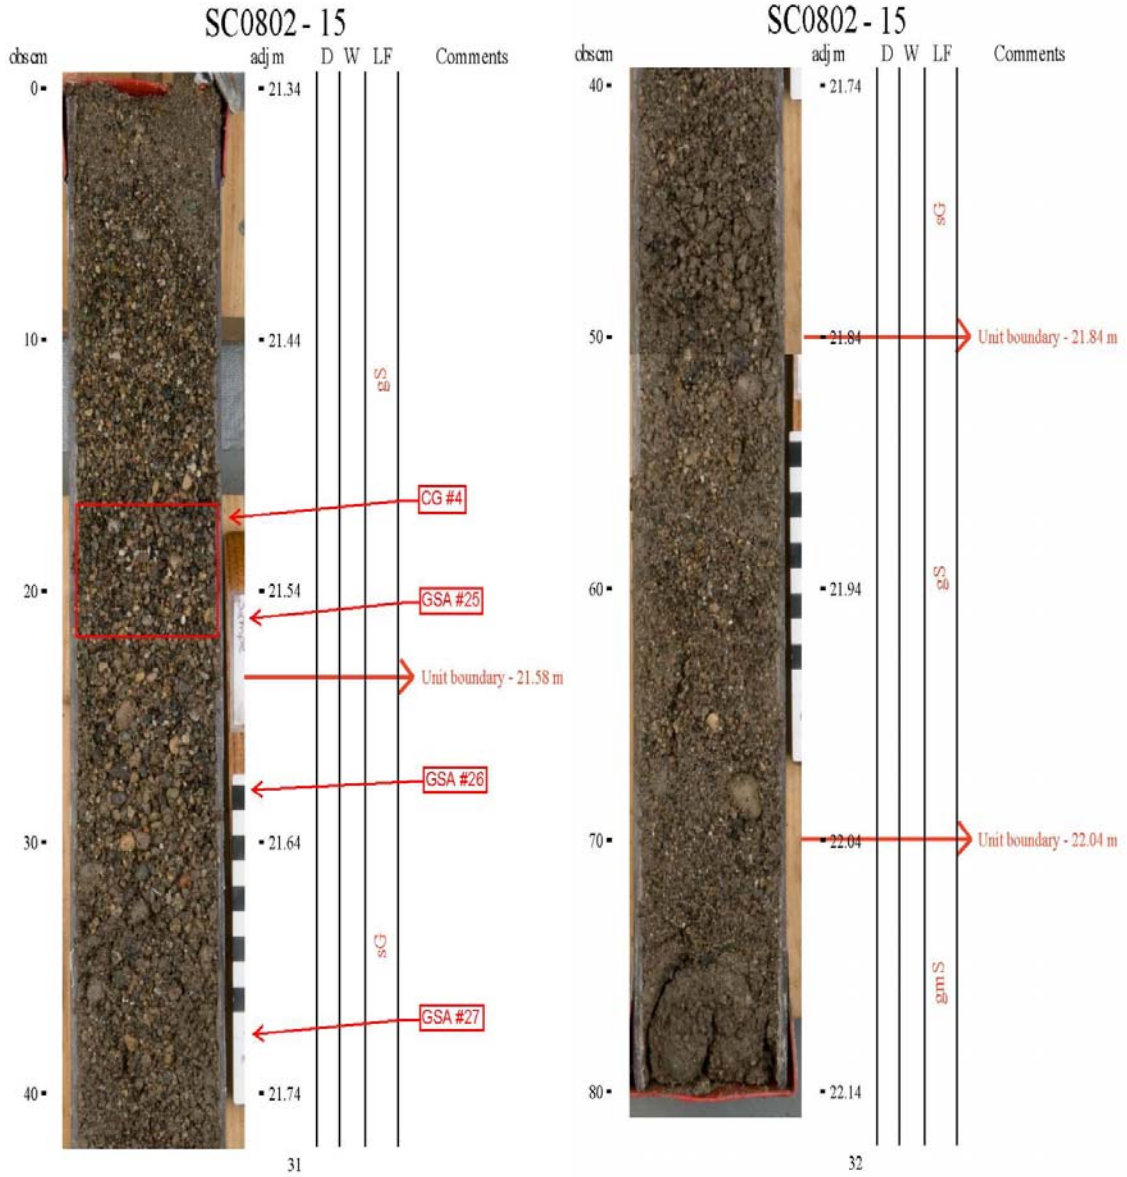 SC0802 - 15
obs cm adj m D W LF Comments
0 21.34
10 21.44
gS
CG #4
20 21.54
GSA #25
Unit boundary - 21.58 m
GSA #26
30 21.64
sG
GSA #27
40 21.74
31
SC0802 - 15
obs cm adj m D W LF Comments
40 21.74
sG
50 21.84 Unit boundary - 21.84 m
gS
60 21.94
70 22.04 Unit boundary - 22.04 m
gm S
80 22.14
32